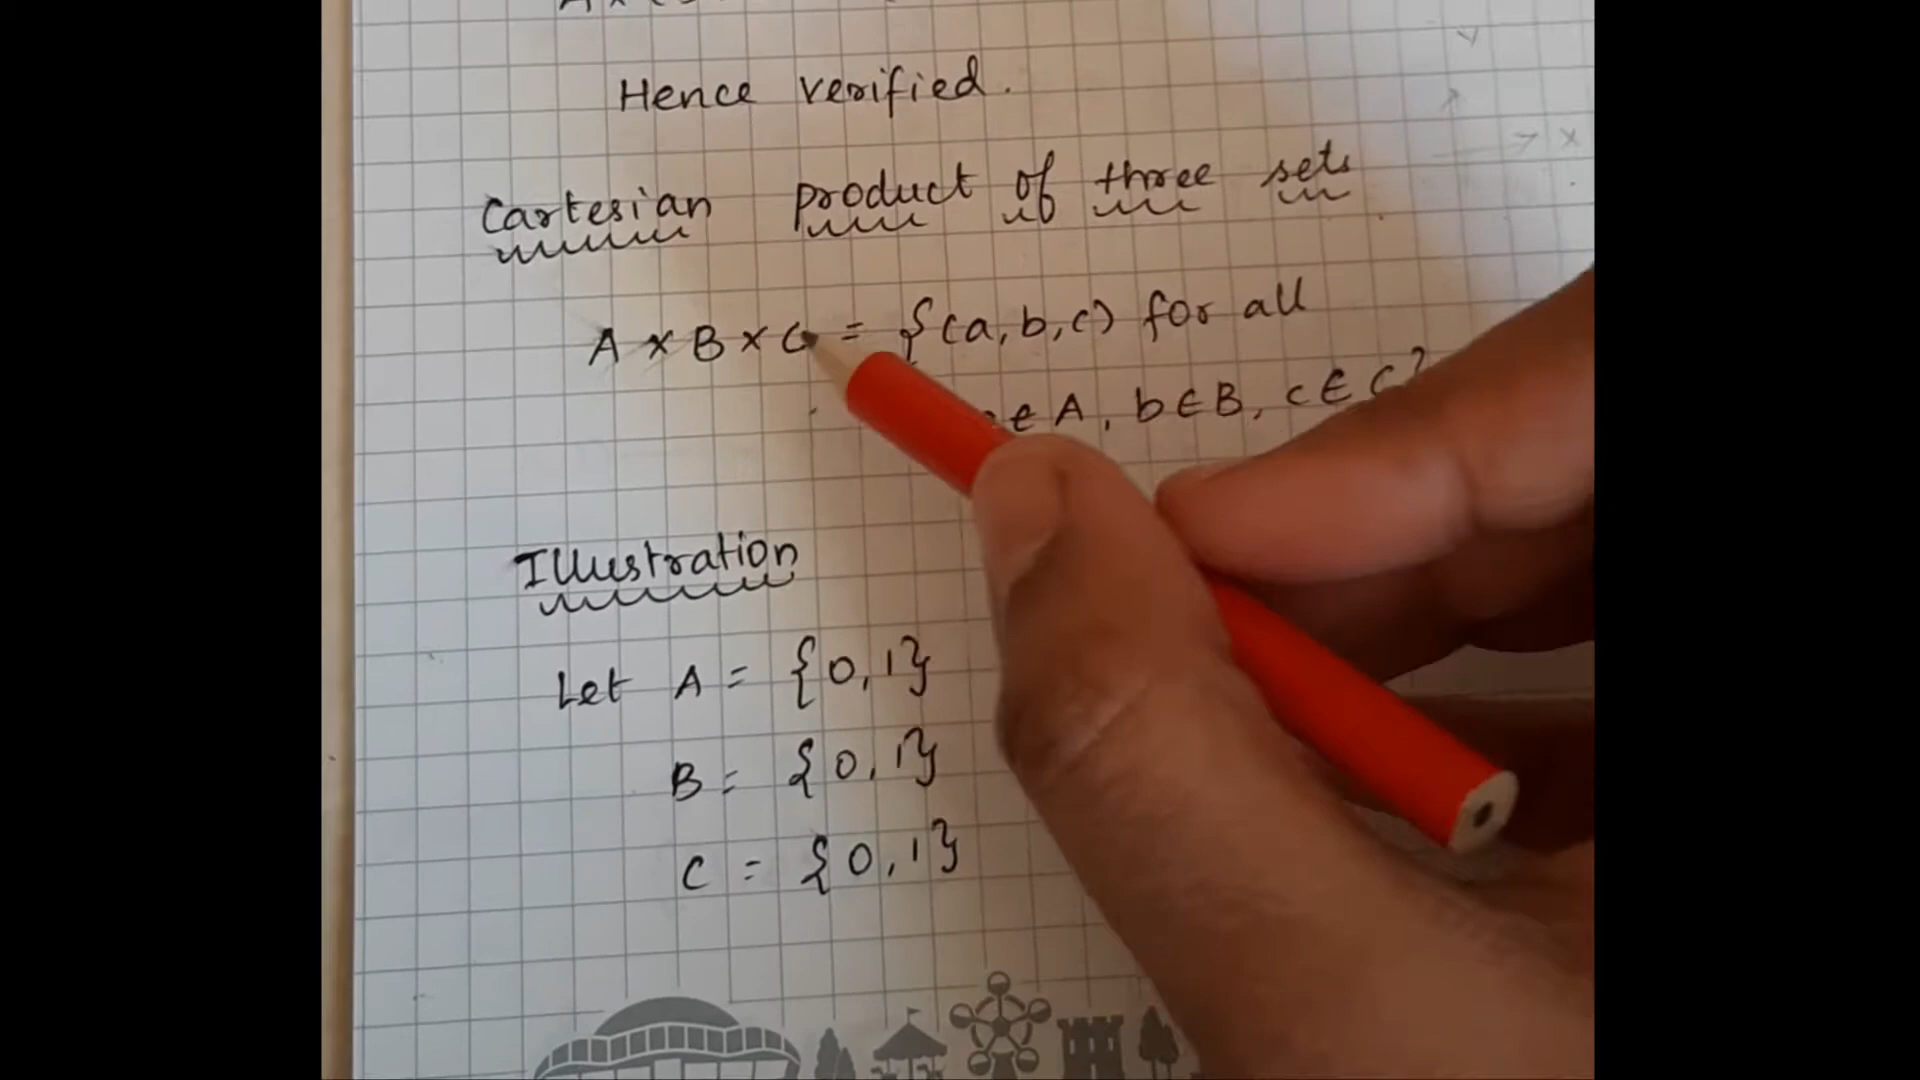 Hence verified.
Cartesian product of three sets
A × B × C = {(a, b, c) for all
∈ A, b ∈ B, c ∈ C}
Illustration
Let A = {0, 1}
B = {0, 1}
C = {0, 1}